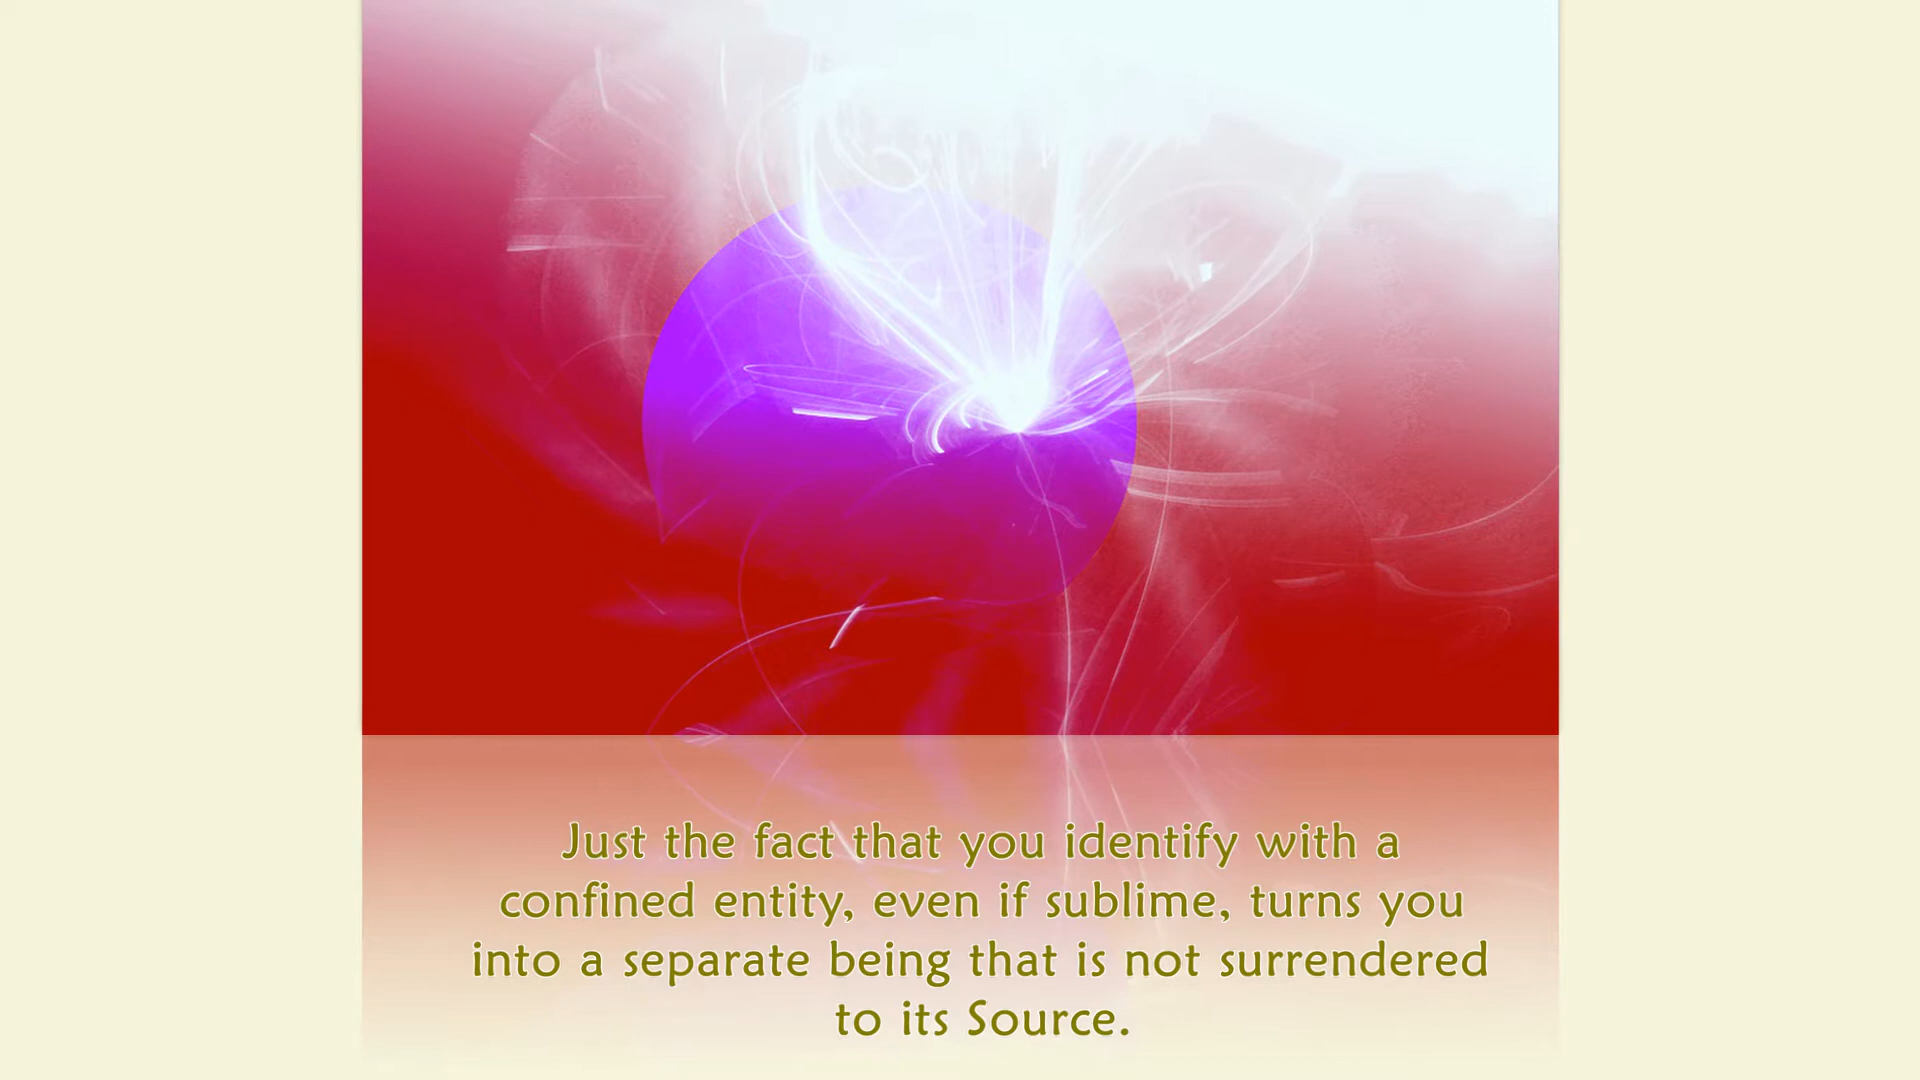 Just the fact that you identify with a
confined entity, even if sublime, turns you
into a separate being that is not surrendered
to its Source.